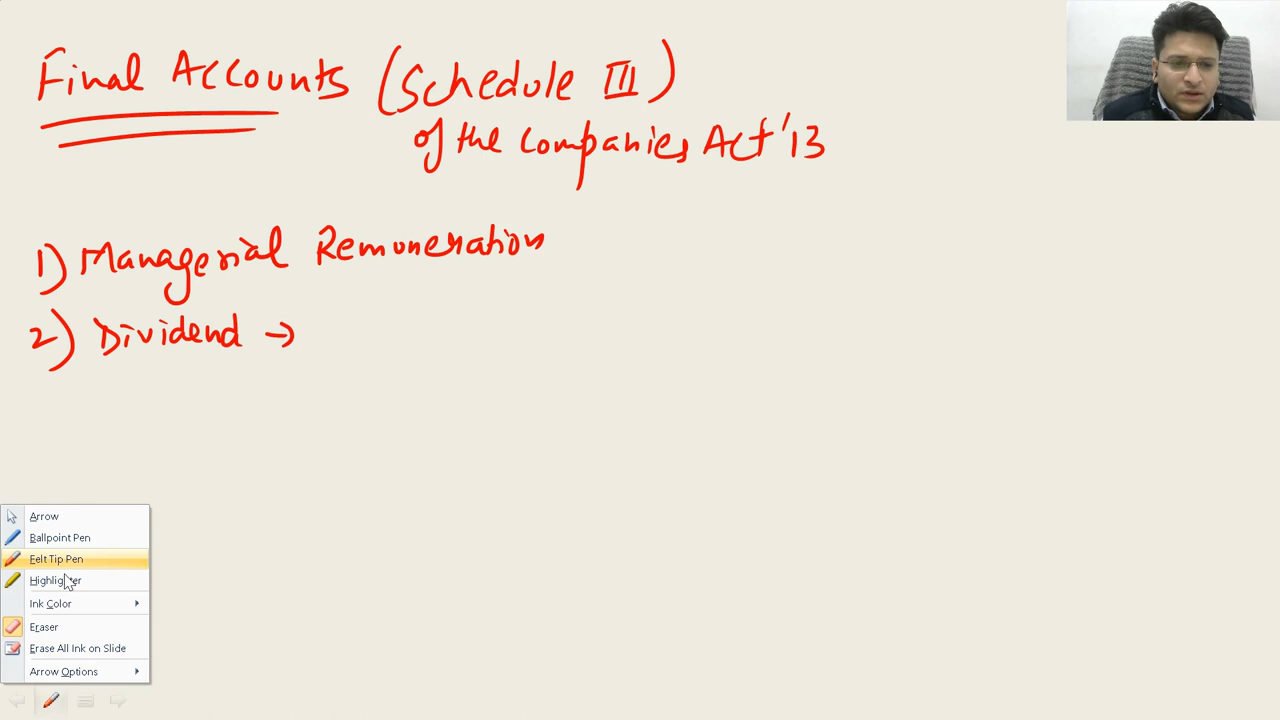 Final Accounts (Schedule III)
of the Companies Act '13
1) Managerial Remuneration
2) Dividend →
Arrow
Ballpoint Pen
Felt Tip Pen
Highlighter
Ink Color
Eraser
Erase All Ink on Slide
Arrow Options